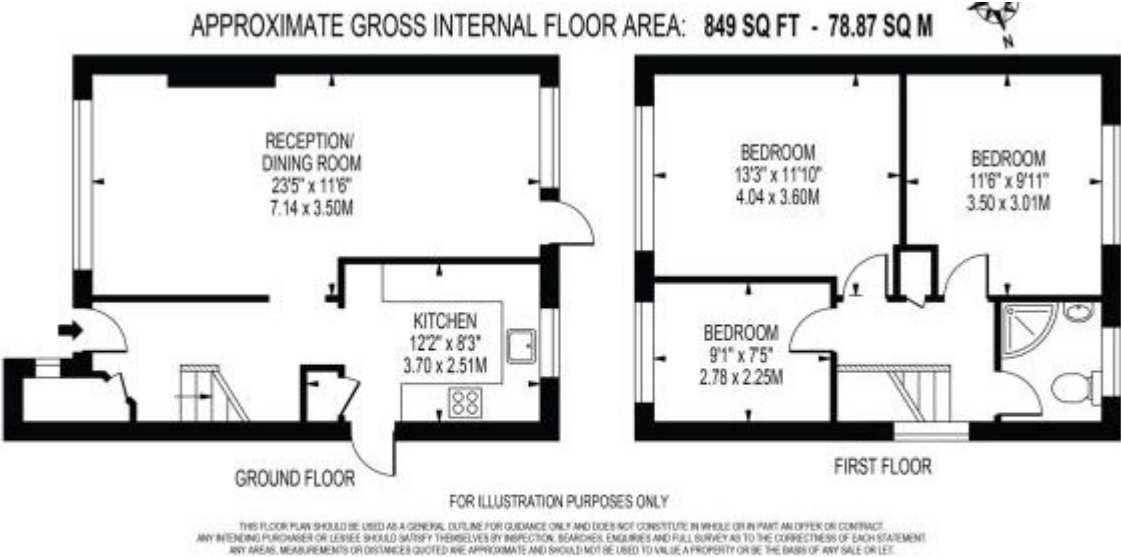 APPROXIMATE GROSS INTERNAL FLOOR AREA: 849 SQ FT - 78.87 SQ M
N
RECEPTION/
DINING ROOM
23'5" x 11'6"
7.14 x 3.50M
KITCHEN
12'2" x 8'3"
3.70 x 2.51M
GROUND FLOOR
BEDROOM
13'3" x 11'10"
4.04 x 3.60M
BEDROOM
11'6" x 9'11"
3.50 x 3.01M
BEDROOM
9'1" x 7'5"
2.78 x 2.25M
FIRST FLOOR
FOR ILLUSTRATION PURPOSES ONLY
THIS FLOOR PLAN SHOULD BE USED AS A GENERAL OUTLINE FOR GUIDANCE ONLY AND DOES NOT CONSTITUTE IN WHOLE OR IN PART AN OFFER OR CONTRACT.
ANY INTENDING PURCHASER OR LESSEE SHOULD SATISFY THEMSELVES BY INSPECTION, SEARCHES, ENQUIRIES AND FULL SURVEY AS TO THE CORRECTNESS OF EACH STATEMENT.
ANY AREAS, MEASUREMENTS OR DISTANCES QUOTED ARE APPROXIMATE AND SHOULD NOT BE USED TO VALUE A PROPERTY OR BE THE BASIS OF ANY SALE OR LET.